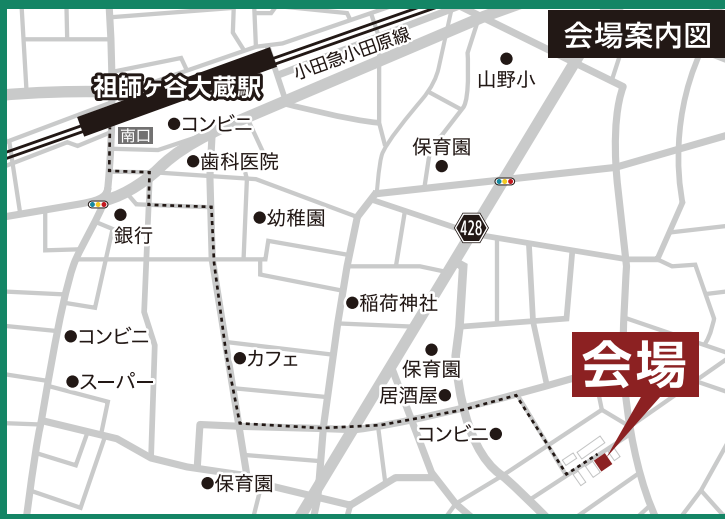 会場案内図
小田急小田原線
祖師ヶ谷大蔵駅
山野小
南口
コンビニ
保育園
歯科医院
幼稚園
428
銀行
稲荷神社
コンビニ
カフェ
保育園
会場
スーパー
居酒屋
コンビニ
保育園